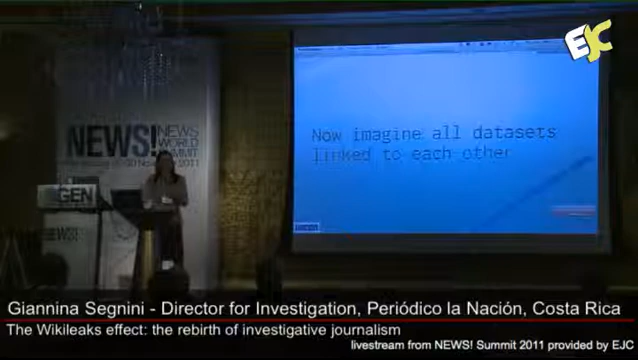 EJC
NEWS!
NEWS
WORLD
SUMMIT
2011
GEN
NEWS!
Now imagine all datasets
linked to each other
Giannina Segnini - Director for Investigation, Periódico la Nación, Costa Rica
The Wikileaks effect: the rebirth of investigative journalism
livestream from NEWS! Summit 2011 provided by EJC